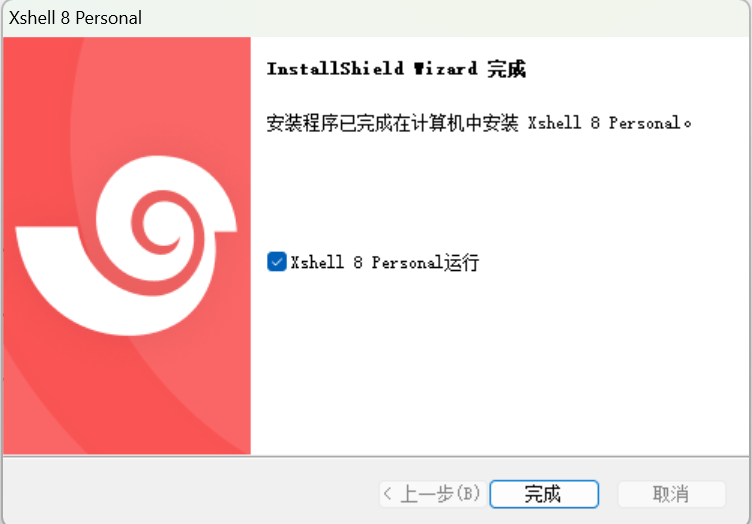 Xshell 8 Personal
InstallShield Wizard 完成
安装程序已完成在计算机中安装 Xshell 8 Personal。
Xshell 8 Personal运行
< 上一步(B)
完成
取消